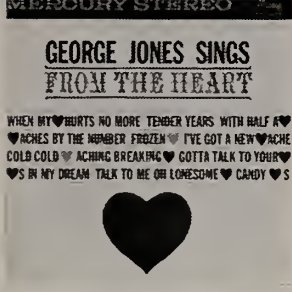 MERCURY STEREO
GEORGE JONES SINGS
FROM THE HEART
WHEN MY♥HURTS NO MORE TENDER YEARS WITH HALF A♥
♥ACHES BY THE NUMBER FROZEN♥ I'VE GOT A NEW♥ACHE
COLD COLD♥ ACHING BREAKING♥ GOTTA TALK TO YOUR♥
♥S IN MY DREAM TALK TO ME OH LONESOME♥ CANDY♥S